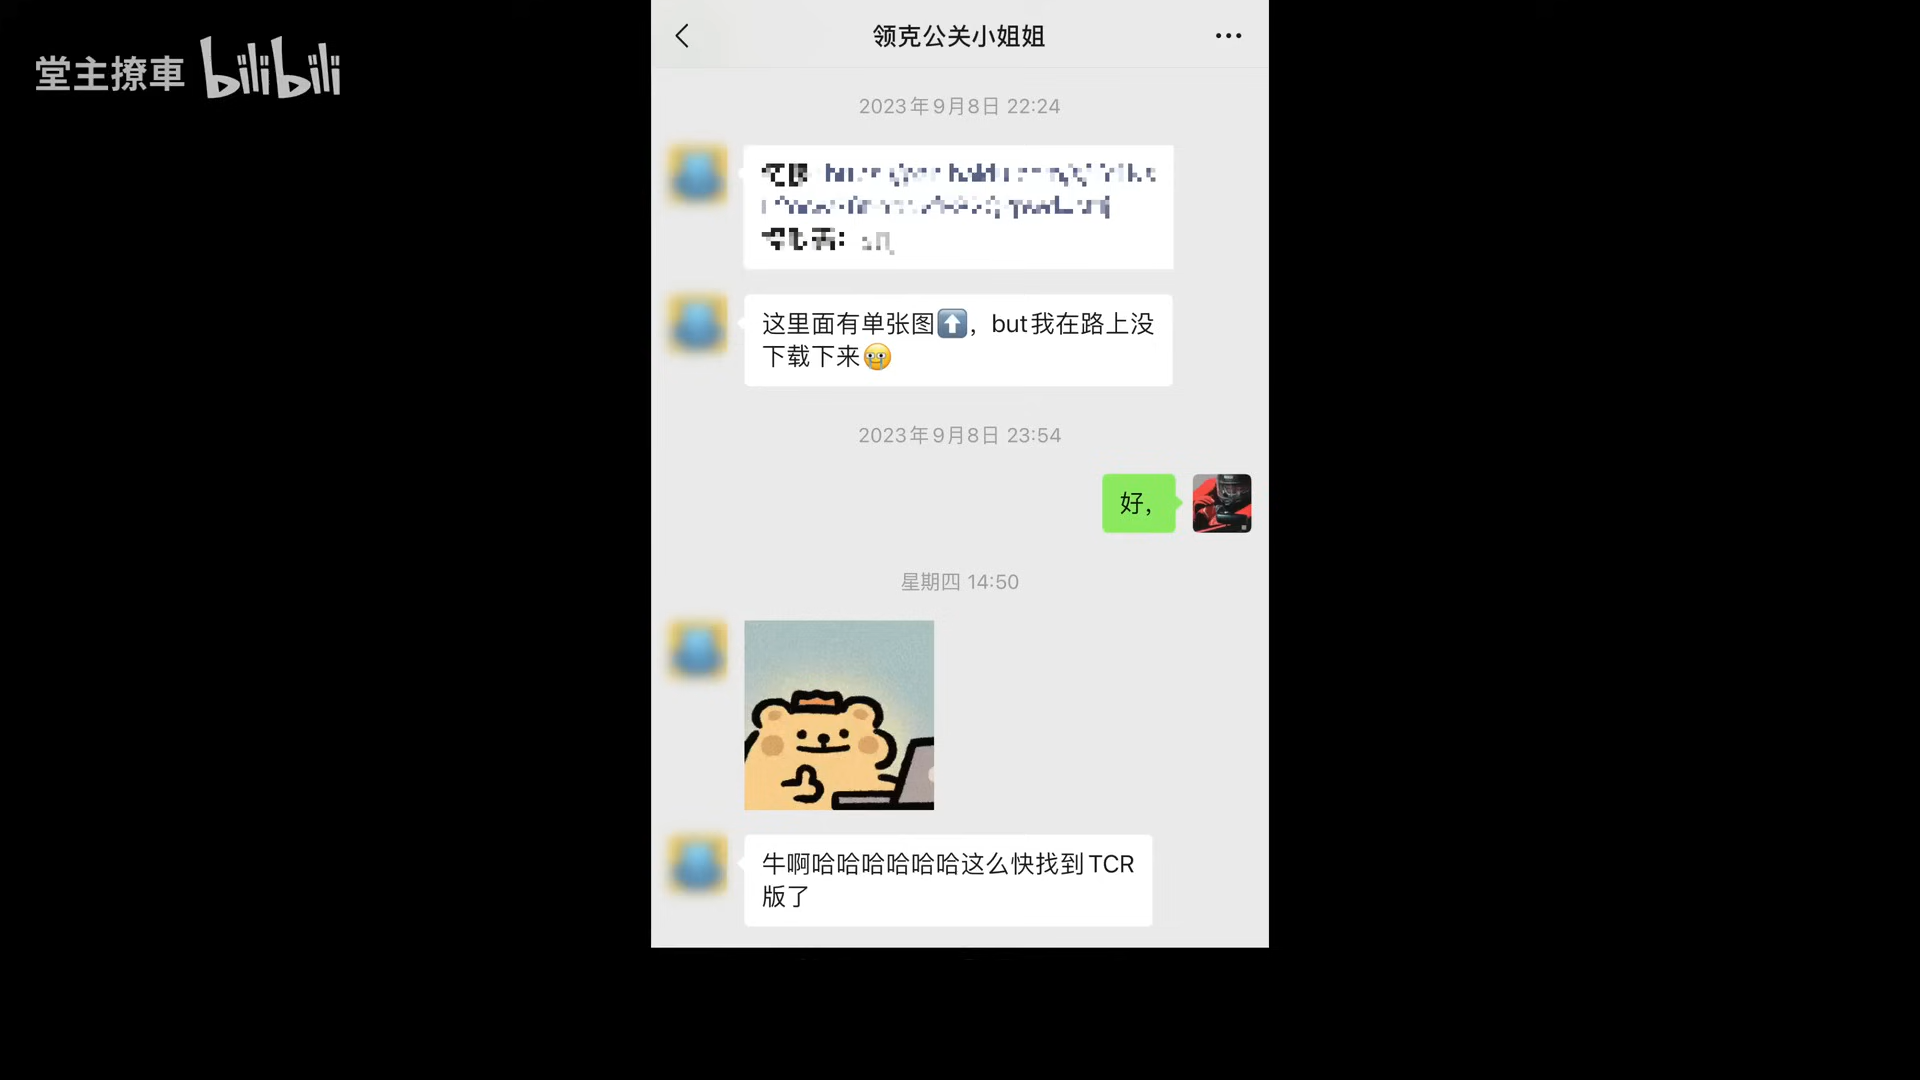 堂主撩車 bilibili
领克公关小姐姐
2023年9月8日 22:24
这里面有单张图⬆️，but我在路上没
下载下来😭
2023年9月8日 23:54
好，
星期四 14:50
牛啊哈哈哈哈哈哈这么快找到TCR
版了